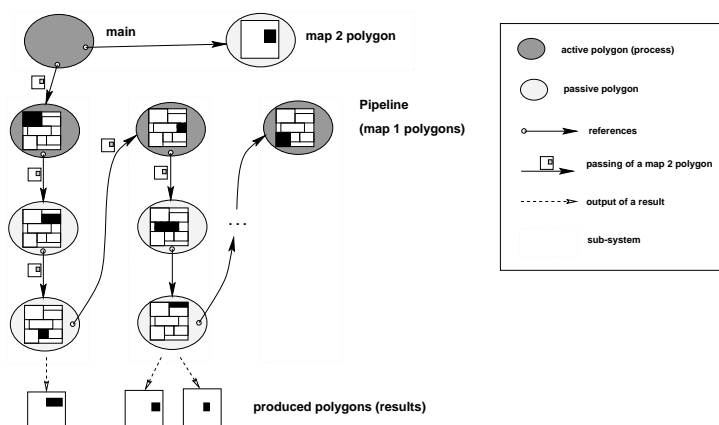 main
map 2 polygon
Pipeline
(map 1 polygons)
. . .
produced polygons (results)
active polygon (process)
passive polygon
references
passing of a map 2 polygon
output of a result
sub-system